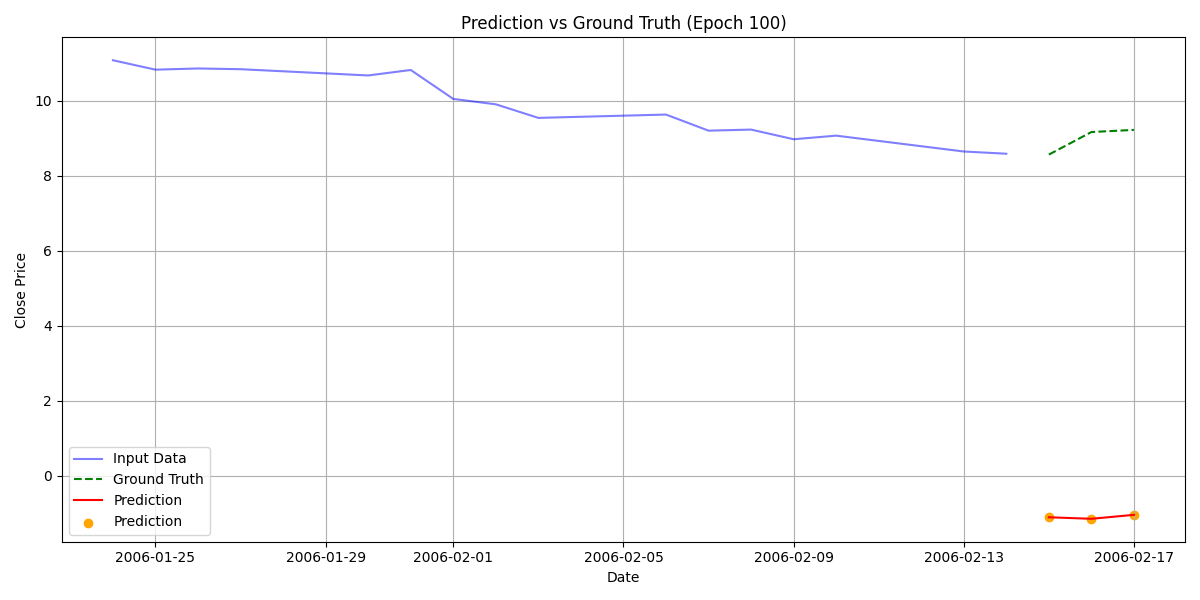 Prediction vs Ground Truth (Epoch 100)
Close Price
10
8
6
4
2
0
Input Data
Ground Truth
Prediction
Prediction
2006-01-25
2006-01-29
2006-02-01
2006-02-05
2006-02-09
2006-02-13
2006-02-17
Date